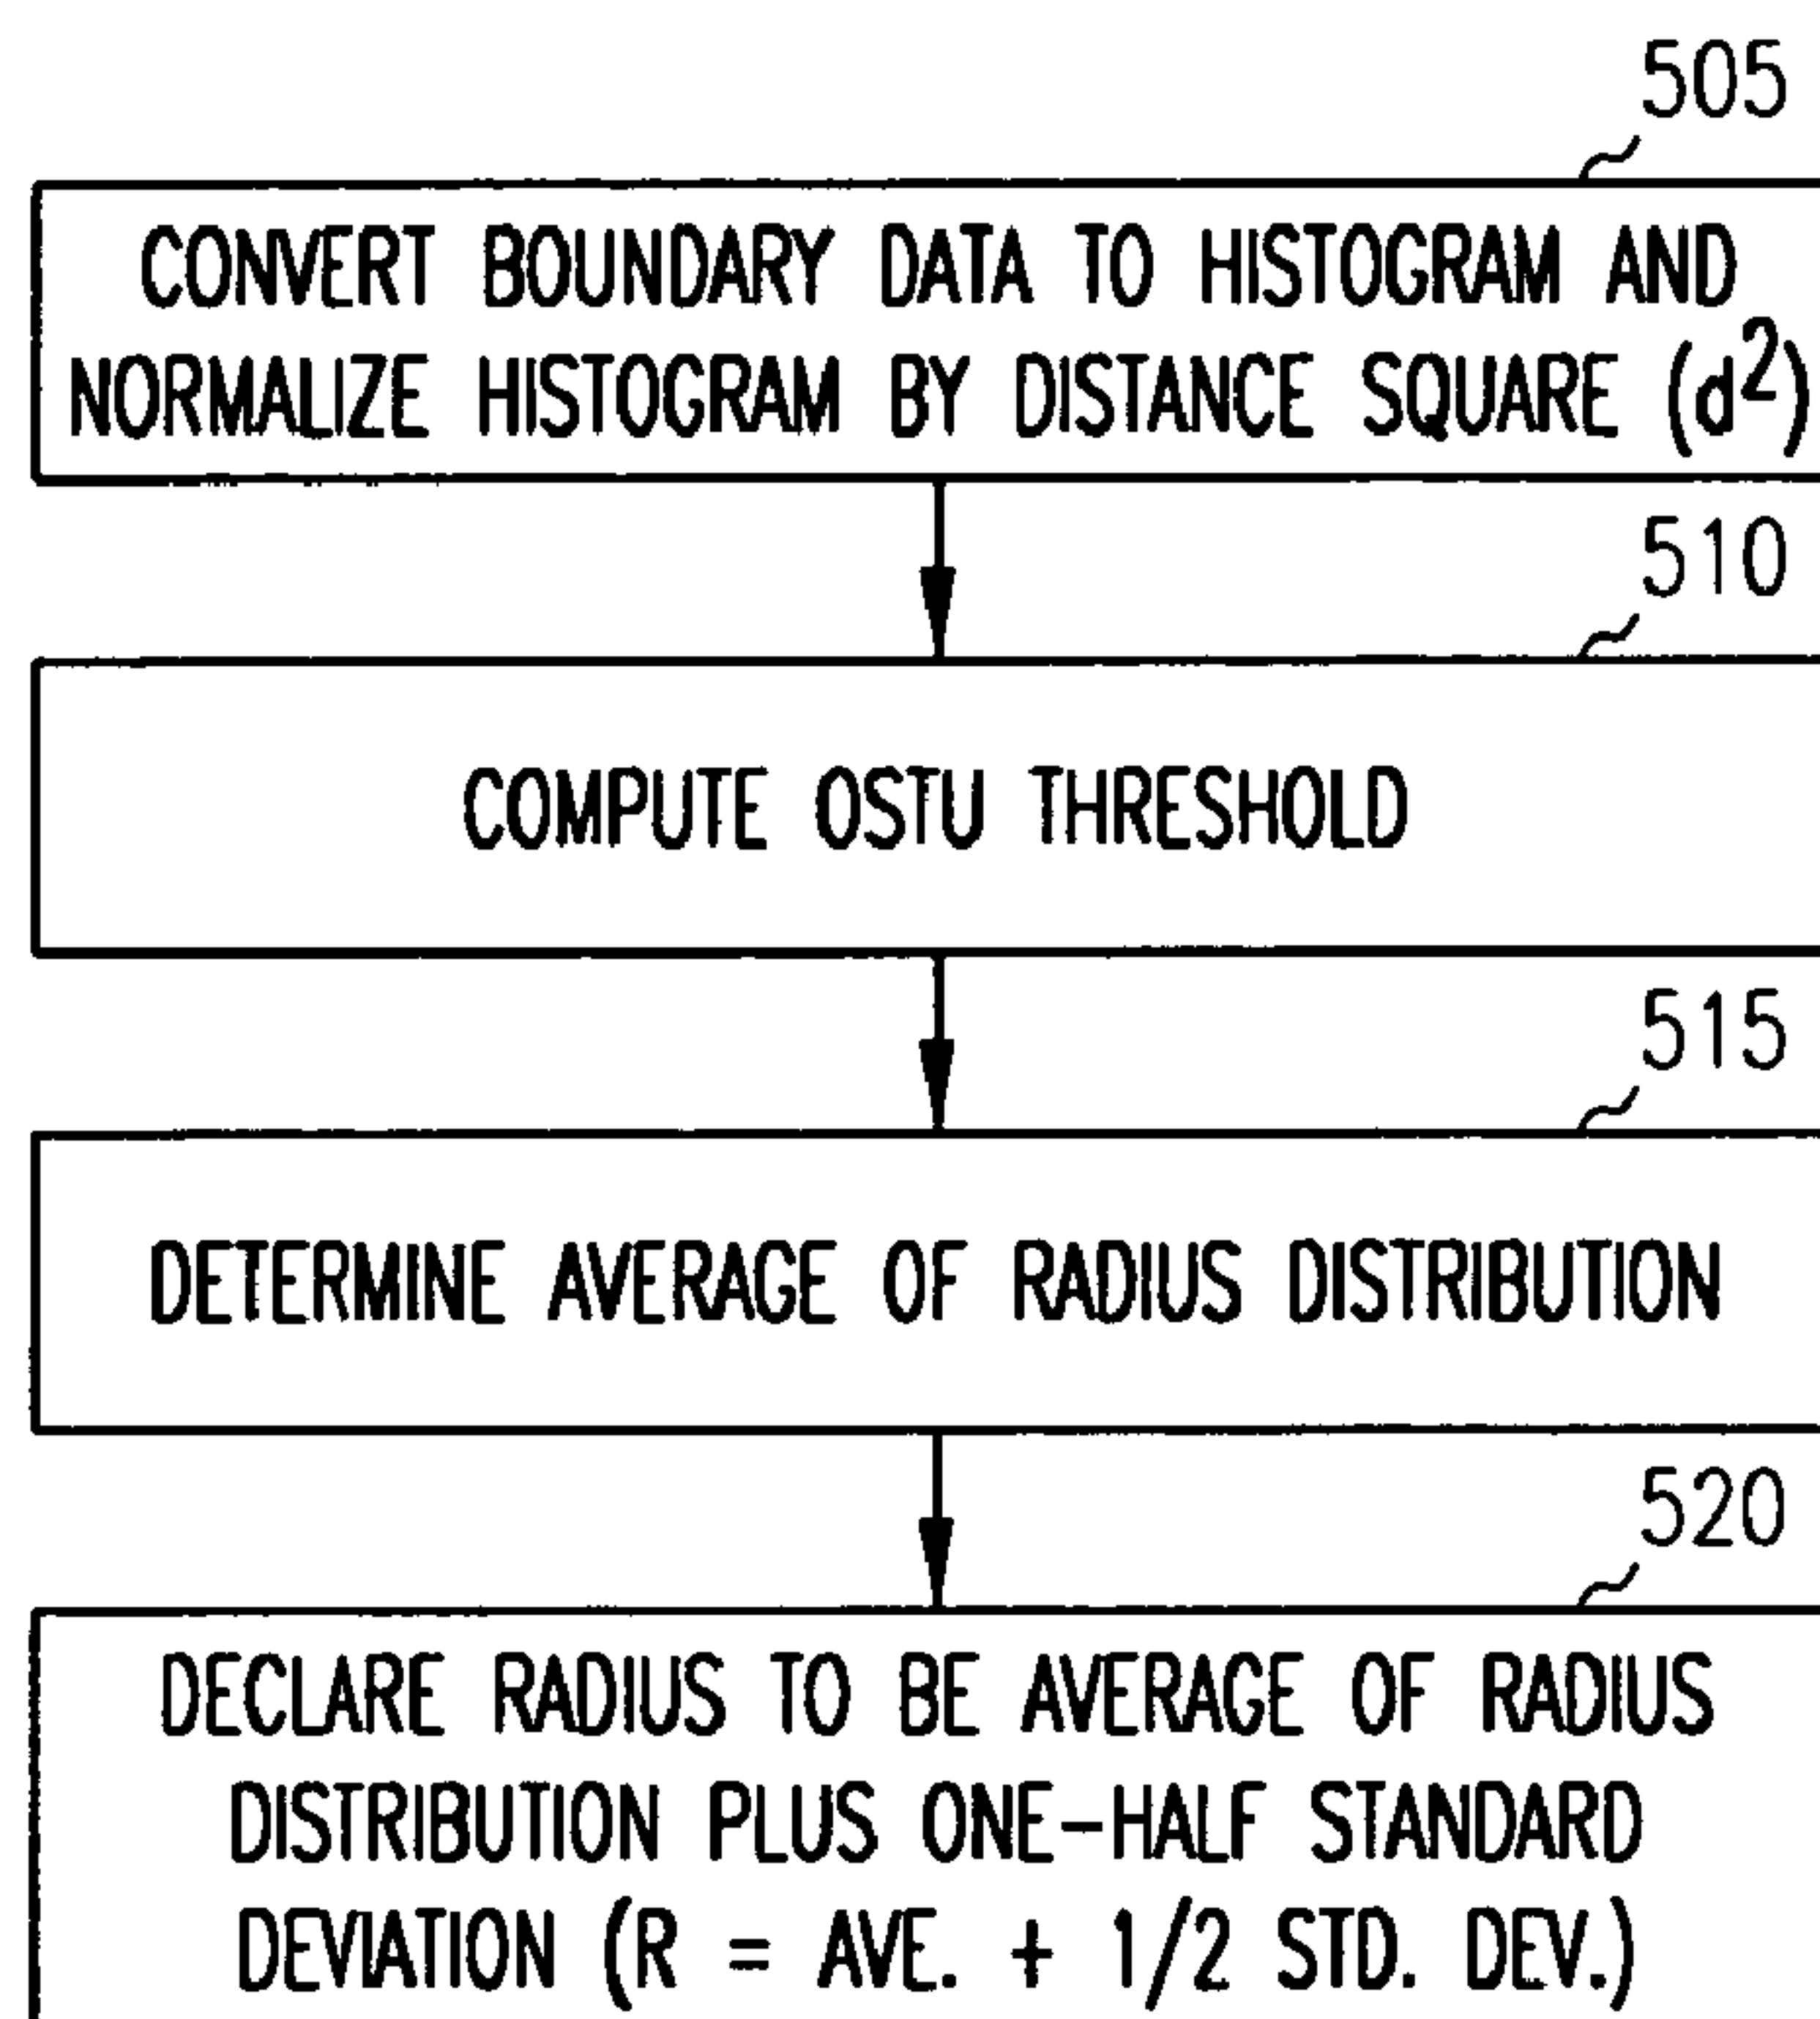 505
CONVERT BOUNDARY DATA TO HISTOGRAM AND
NORMALIZE HISTOGRAM BY DISTANCE SQUARE (d²)
510
COMPUTE OSTU THRESHOLD
515
DETERMINE AVERAGE OF RADIUS DISTRIBUTION
520
DECLARE RADIUS TO BE AVERAGE OF RADIUS
DISTRIBUTION PLUS ONE-HALF STANDARD
DEVIATION (R = AVE. + 1/2 STD. DEV.)